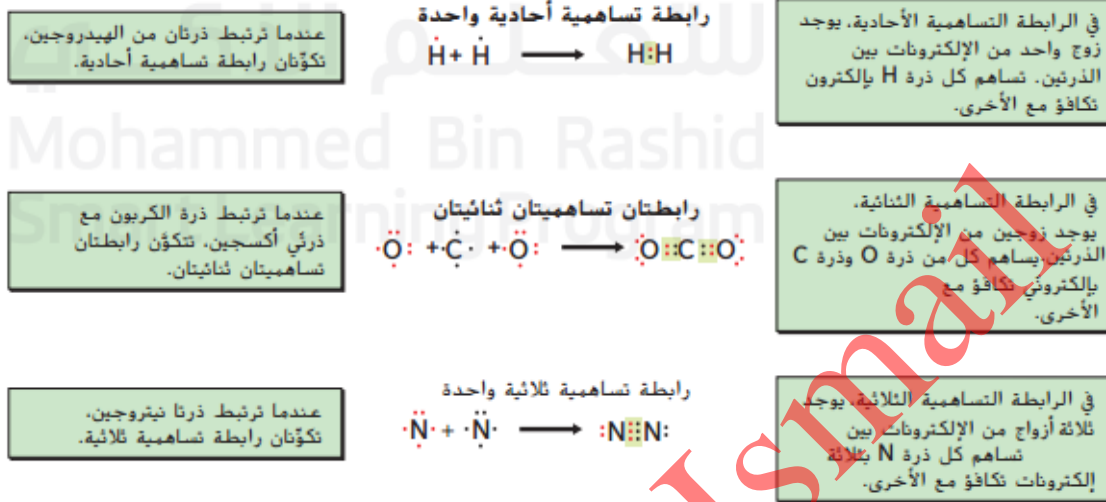 رابطة تساهمية أحادية واحدة
في الرابطة التساهمية الأحادية، يوجد
زوج واحد من الإلكترونات بين
الذرتين. تساهم كل ذرة H بإلكترون
تكافؤ مع الأخرى.
H + H ⟶ H:H
عندما ترتبط ذرتان من الهيدروجين،
تكوّنان رابطة تساهمية أحادية.
للتعلم الذكي
Mohammed Bin Rashid
Smart Learning Program
رابطتان تساهميتان ثنائيتان
في الرابطة التساهمية الثنائية،
يوجد زوجين من الإلكترونات بين
الذرتين. يساهم كل من ذرة O وذرة C
بإلكتروني تكافؤ مع
الأخرى.
·O: + ·C· + ·O: ⟶ :O::C::O:
عندما ترتبط ذرة الكربون مع
ذرتي أكسجين، تتكوّن رابطتان
تساهميتان ثنائيتان.
رابطة تساهمية ثلاثية واحدة
في الرابطة التساهمية الثلاثية، يوجد
ثلاثة أزواج من الإلكترونات بين
تساهم كل ذرة N بثلاثة
إلكترونات تكافؤ مع الأخرى.
·N· + ·N· ⟶ :N:::N:
عندما ترتبط ذرتا نيتروجين،
تكوّنان رابطة تساهمية ثلاثية.
Ismail